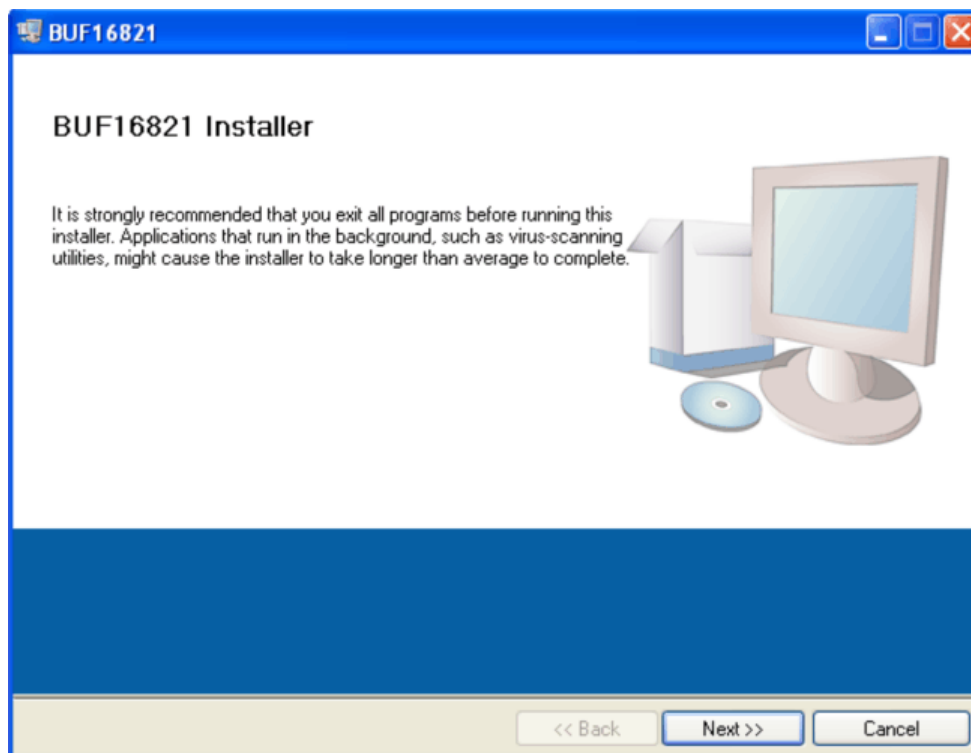 BUF16821
BUF16821 Installer
It is strongly recommended that you exit all programs before running this
installer. Applications that run in the background, such as virus-scanning
utilities, might cause the installer to take longer than average to complete.
<< Back
Next >>
Cancel